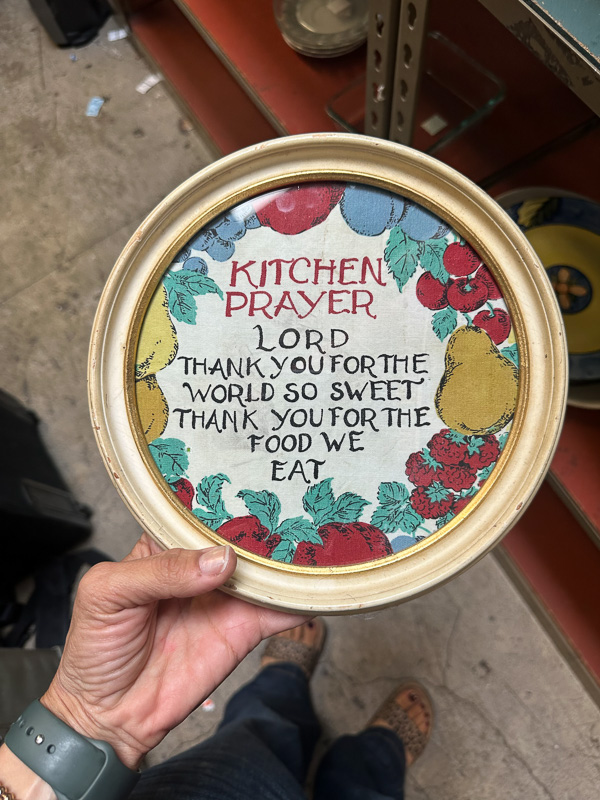 KITCHEN
PRAYER
LORD
THANK YOU FOR THE
WORLD SO SWEET
THANK YOU FOR THE
FOOD WE
EAT